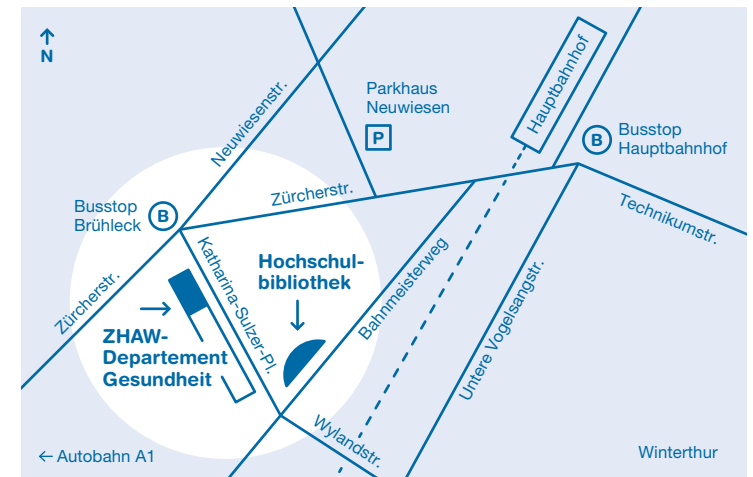 N
Neuwiesenstr.
Parkhaus
Neuwiesen
P
Hauptbahnhof
B
Busstop
Hauptbahnhof
Busstop
Brühleck
B
Zürcherstr.
Technikumstr.
Zürcherstr.
Katharina-Sulzer-Pl.
Hochschul-
bibliothek
Bahnmeisterweg
Untere Vogelsangstr.
ZHAW-
Departement
Gesundheit
Wylandstr.
← Autobahn A1
Winterthur